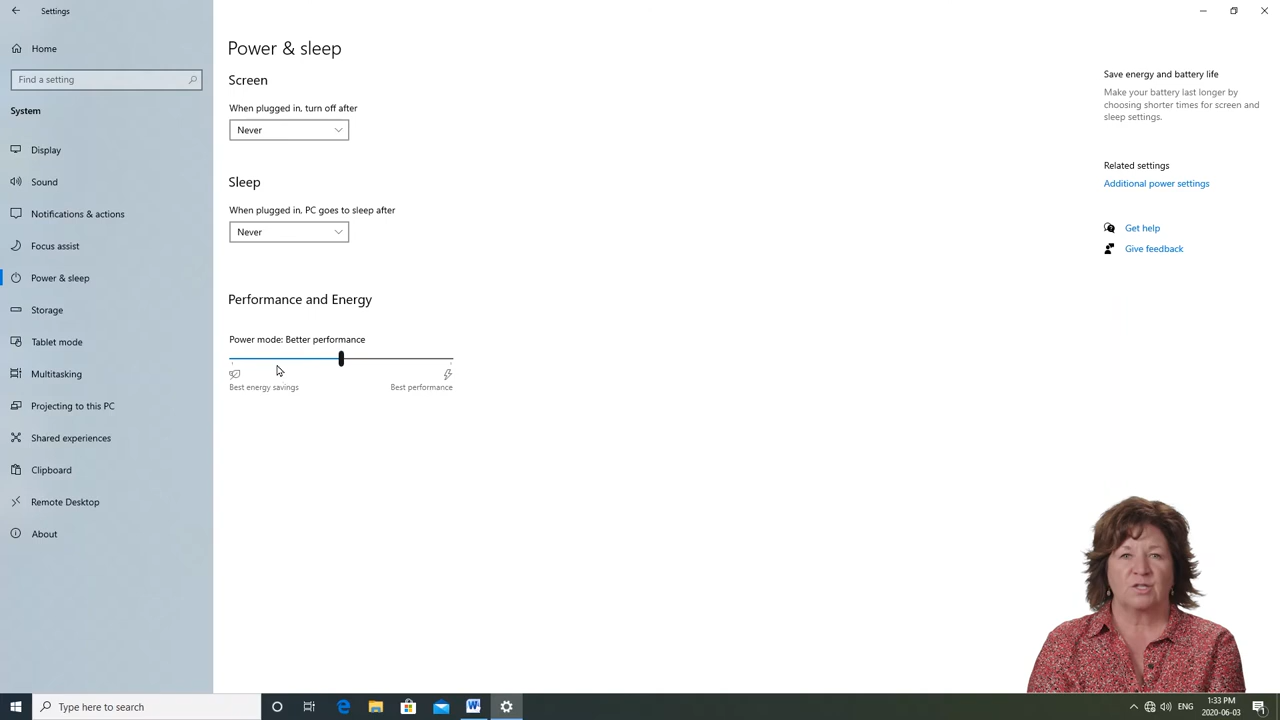 Settings
Home
Find a setting
System
Display
Sound
Notifications & actions
Focus assist
Power & sleep
Storage
Tablet mode
Multitasking
Projecting to this PC
Shared experiences
Clipboard
Remote Desktop
About
Power & sleep
Screen
When plugged in, turn off after
Never
Sleep
When plugged in, PC goes to sleep after
Never
Performance and Energy
Power mode: Better performance
Best energy savings
Best performance
Save energy and battery life
Make your battery last longer by
choosing shorter times for screen and
sleep settings.
Related settings
Additional power settings
Get help
Give feedback
Type here to search
ENG
1:33 PM
2020-06-03